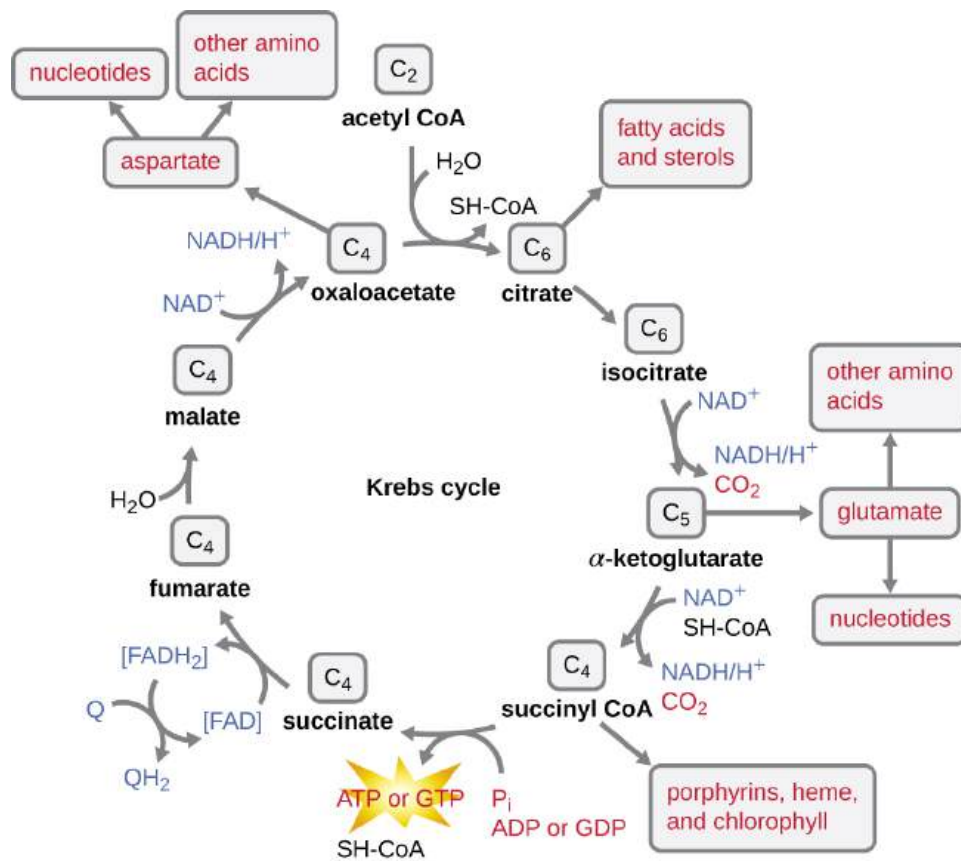 other amino
acids
nucleotides
C₂
acetyl CoA
fatty acids
and sterols
aspartate
H₂O
SH-CoA
NADH/H⁺
C₄
oxaloacetate
C₆
citrate
NAD⁺
C₆
isocitrate
C₄
malate
other amino
acids
NAD⁺
NADH/H⁺
CO₂
Krebs cycle
H₂O
C₅
α-ketoglutarate
glutamate
C₄
fumarate
NAD⁺
SH-CoA
nucleotides
[FADH₂]
C₄
succinate
C₄
succinyl CoA
NADH/H⁺
CO₂
Q
[FAD]
QH₂
ATP or GTP
SH-CoA
Pᵢ
ADP or GDP
porphyrins, heme,
and chlorophyll